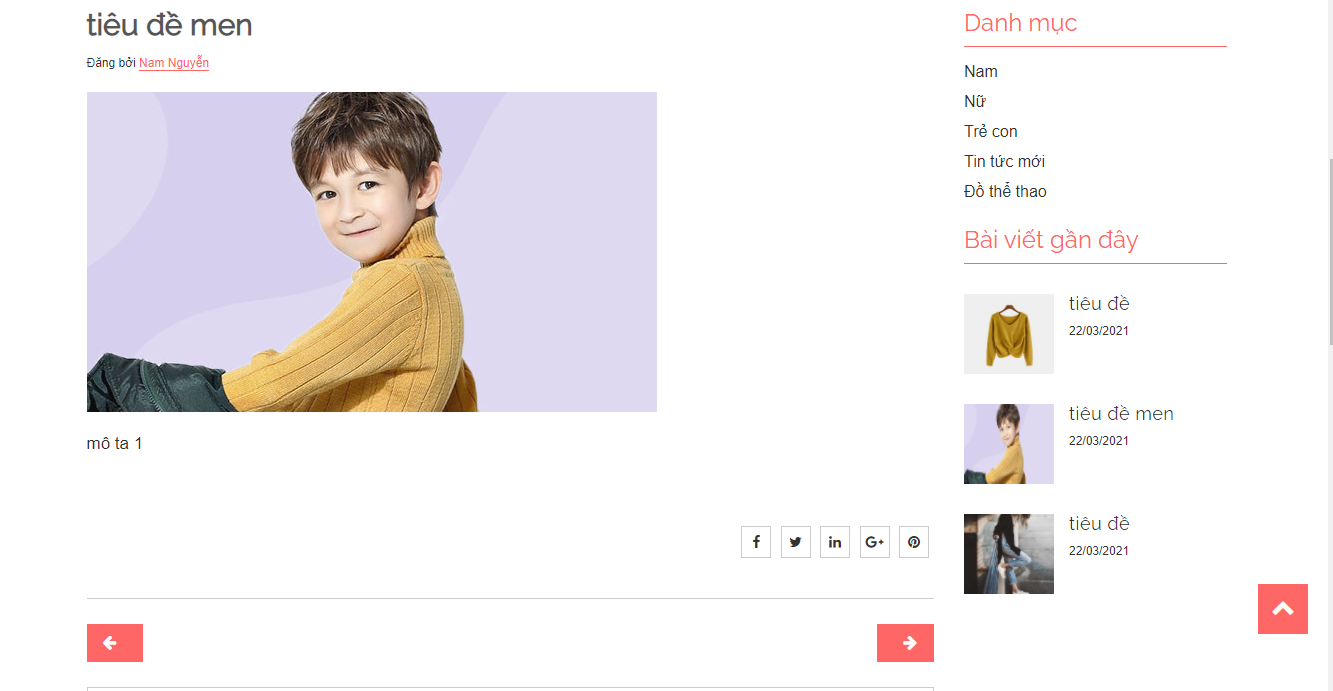 tiêu đề men
Đăng bởi Nam Nguyễn
mô ta 1
Danh mục
Nam
Nữ
Trẻ con
Tin tức mới
Đồ thể thao
Bài viết gần đây
tiêu đề
22/03/2021
tiêu đề men
22/03/2021
tiêu đề
22/03/2021